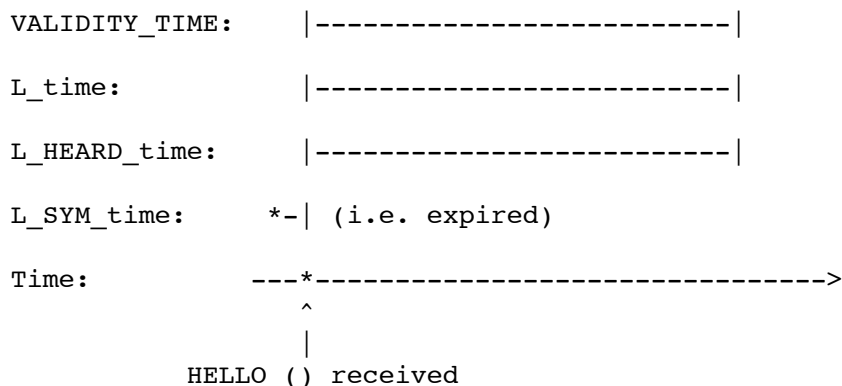 VALIDITY_TIME:    |--------------------------|
L_time:           |--------------------------|
L_HEARD_time:     |--------------------------|
L_SYM_time:     *-| (i.e. expired)
Time:          ---*-------------------------------->
                  ^
                  |
           HELLO () received